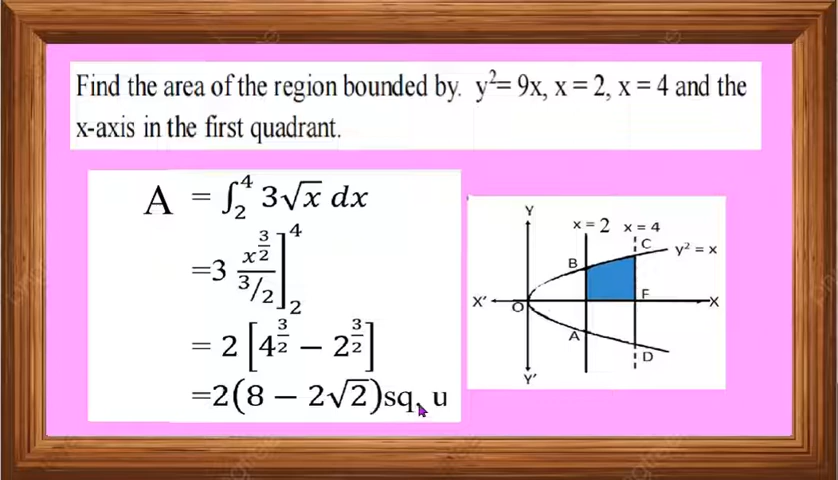 Find the area of the region bounded by. y²= 9x, x = 2, x = 4 and the
x-axis in the first quadrant.
A = ∫₂⁴ 3√x dx
=3 x^(3/2) / 3/2 ]₂⁴
= 2 [4^(3/2) − 2^(3/2)]
=2(8 − 2√2)sq, u
Y
x = 2 x = 4
C y² = x
B
X′ O F X
A
D
Y′